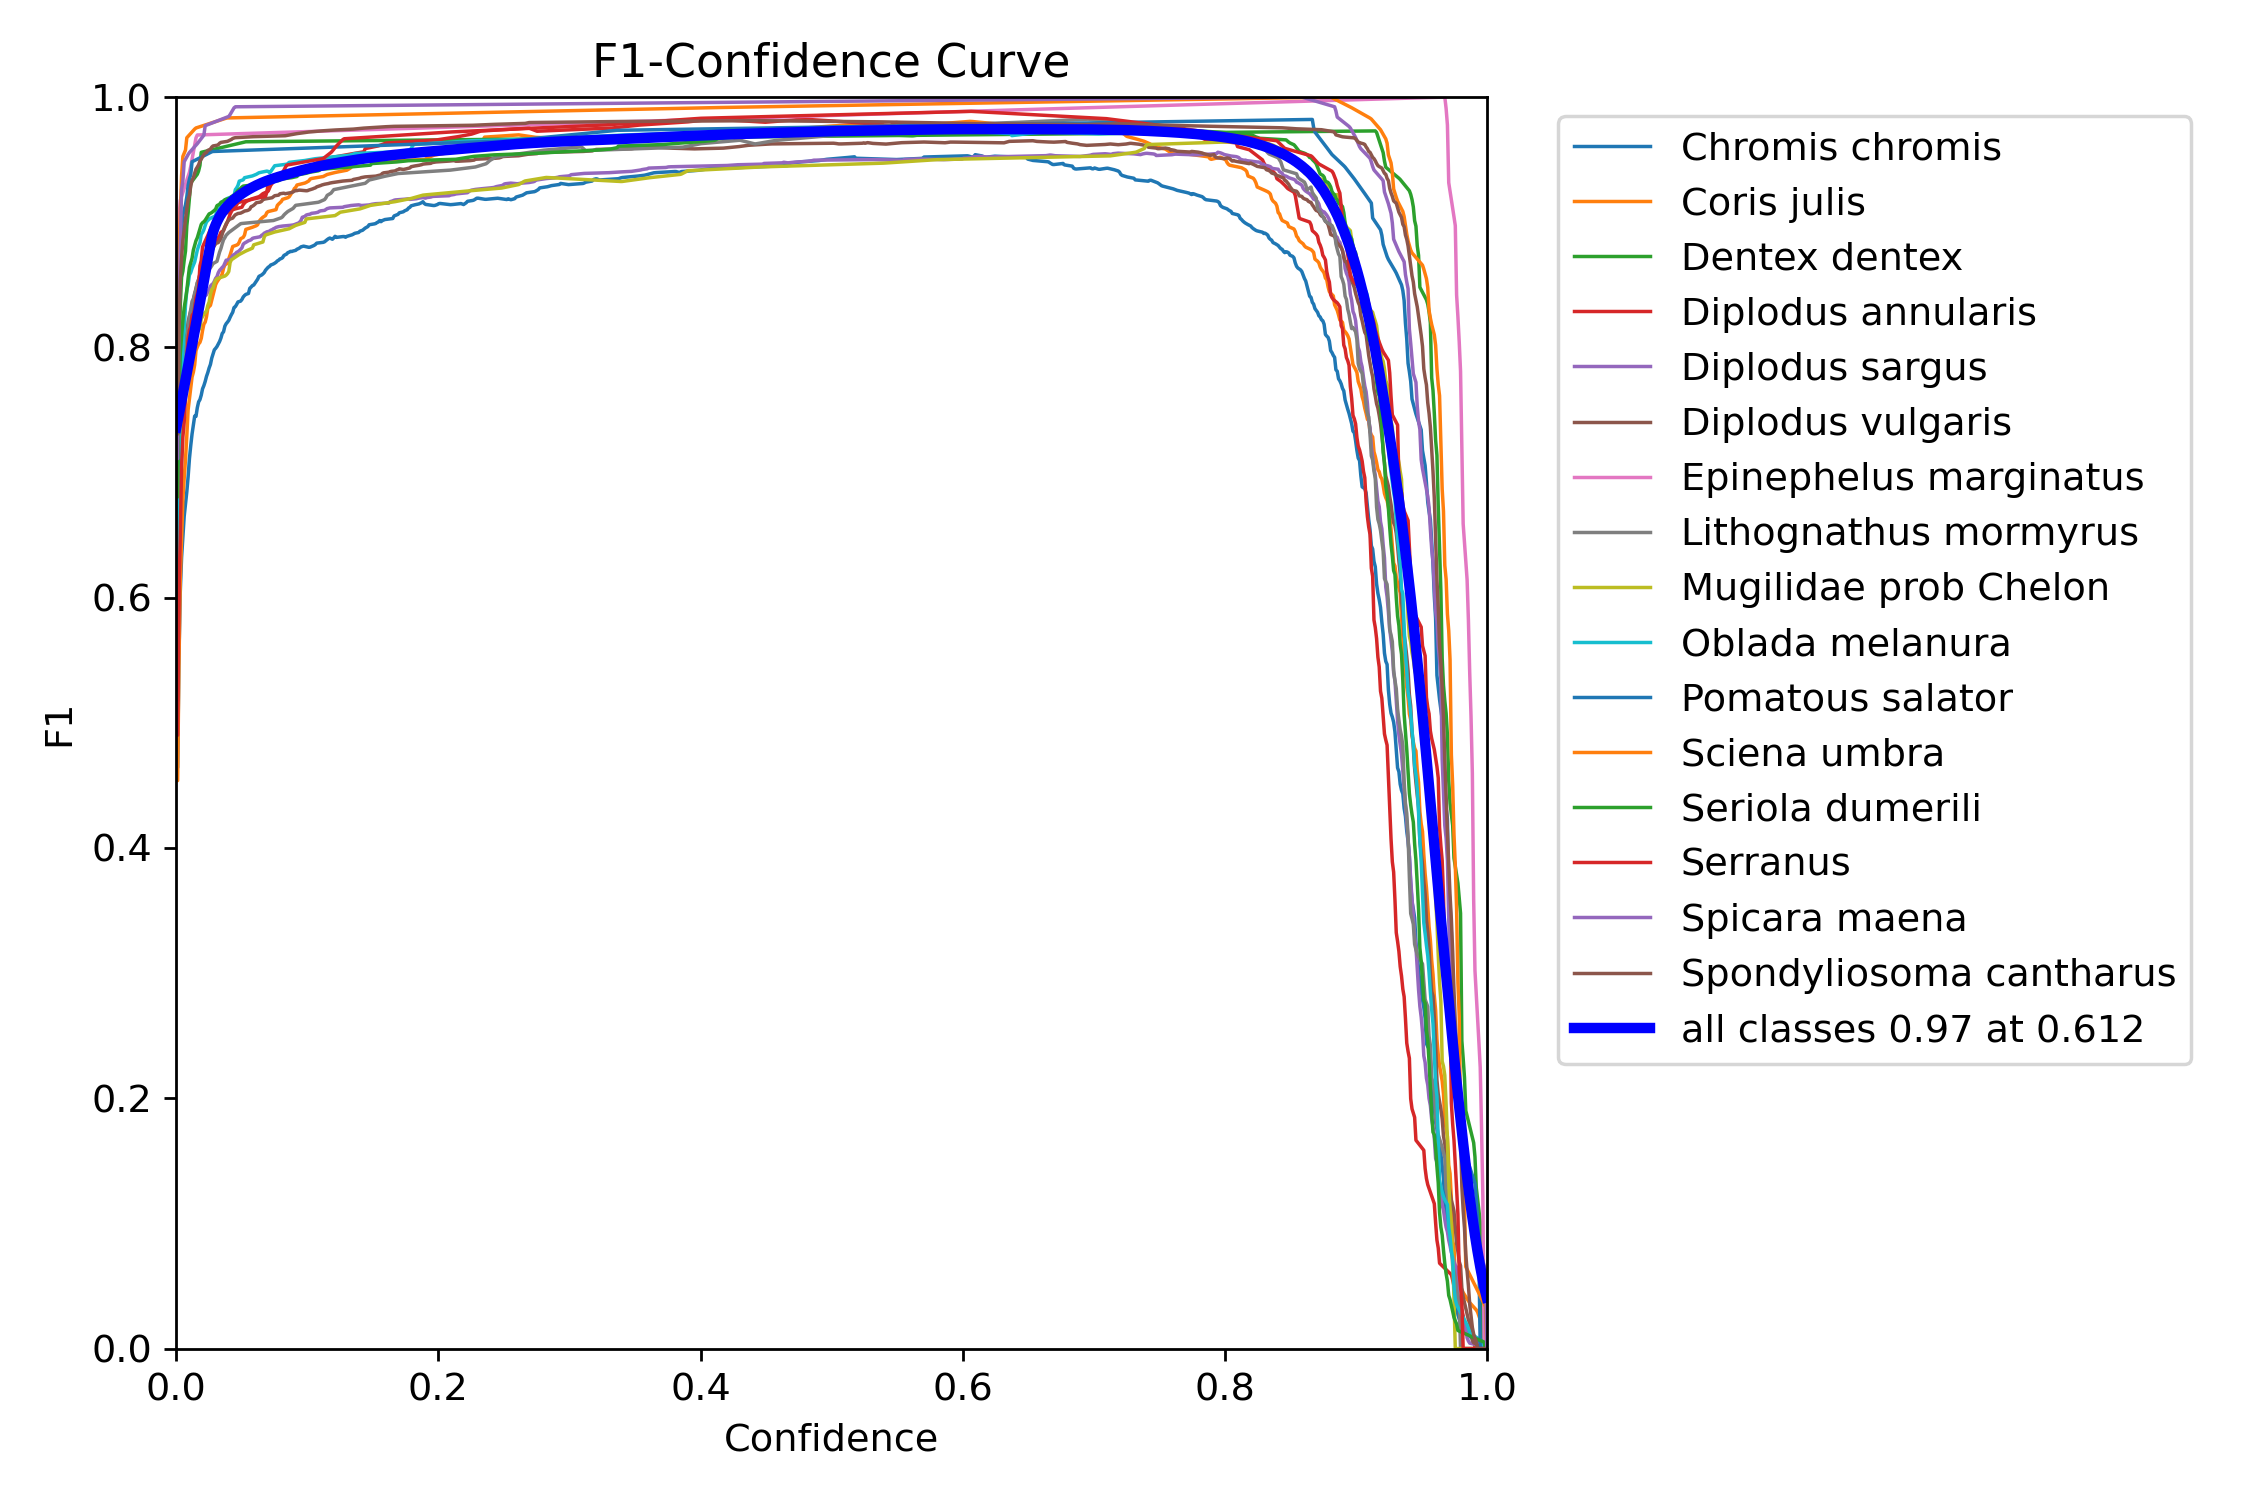 F1-Confidence Curve
1.0
0.8
0.6
0.4
0.2
0.0
F1
0.0 0.2 0.4 0.6 0.8 1.0
Confidence
Chromis chromis
Coris julis
Dentex dentex
Diplodus annularis
Diplodus sargus
Diplodus vulgaris
Epinephelus marginatus
Lithognathus mormyrus
Mugilidae prob Chelon
Oblada melanura
Pomatous salator
Sciena umbra
Seriola dumerili
Serranus
Spicara maena
Spondyliosoma cantharus
all classes 0.97 at 0.612